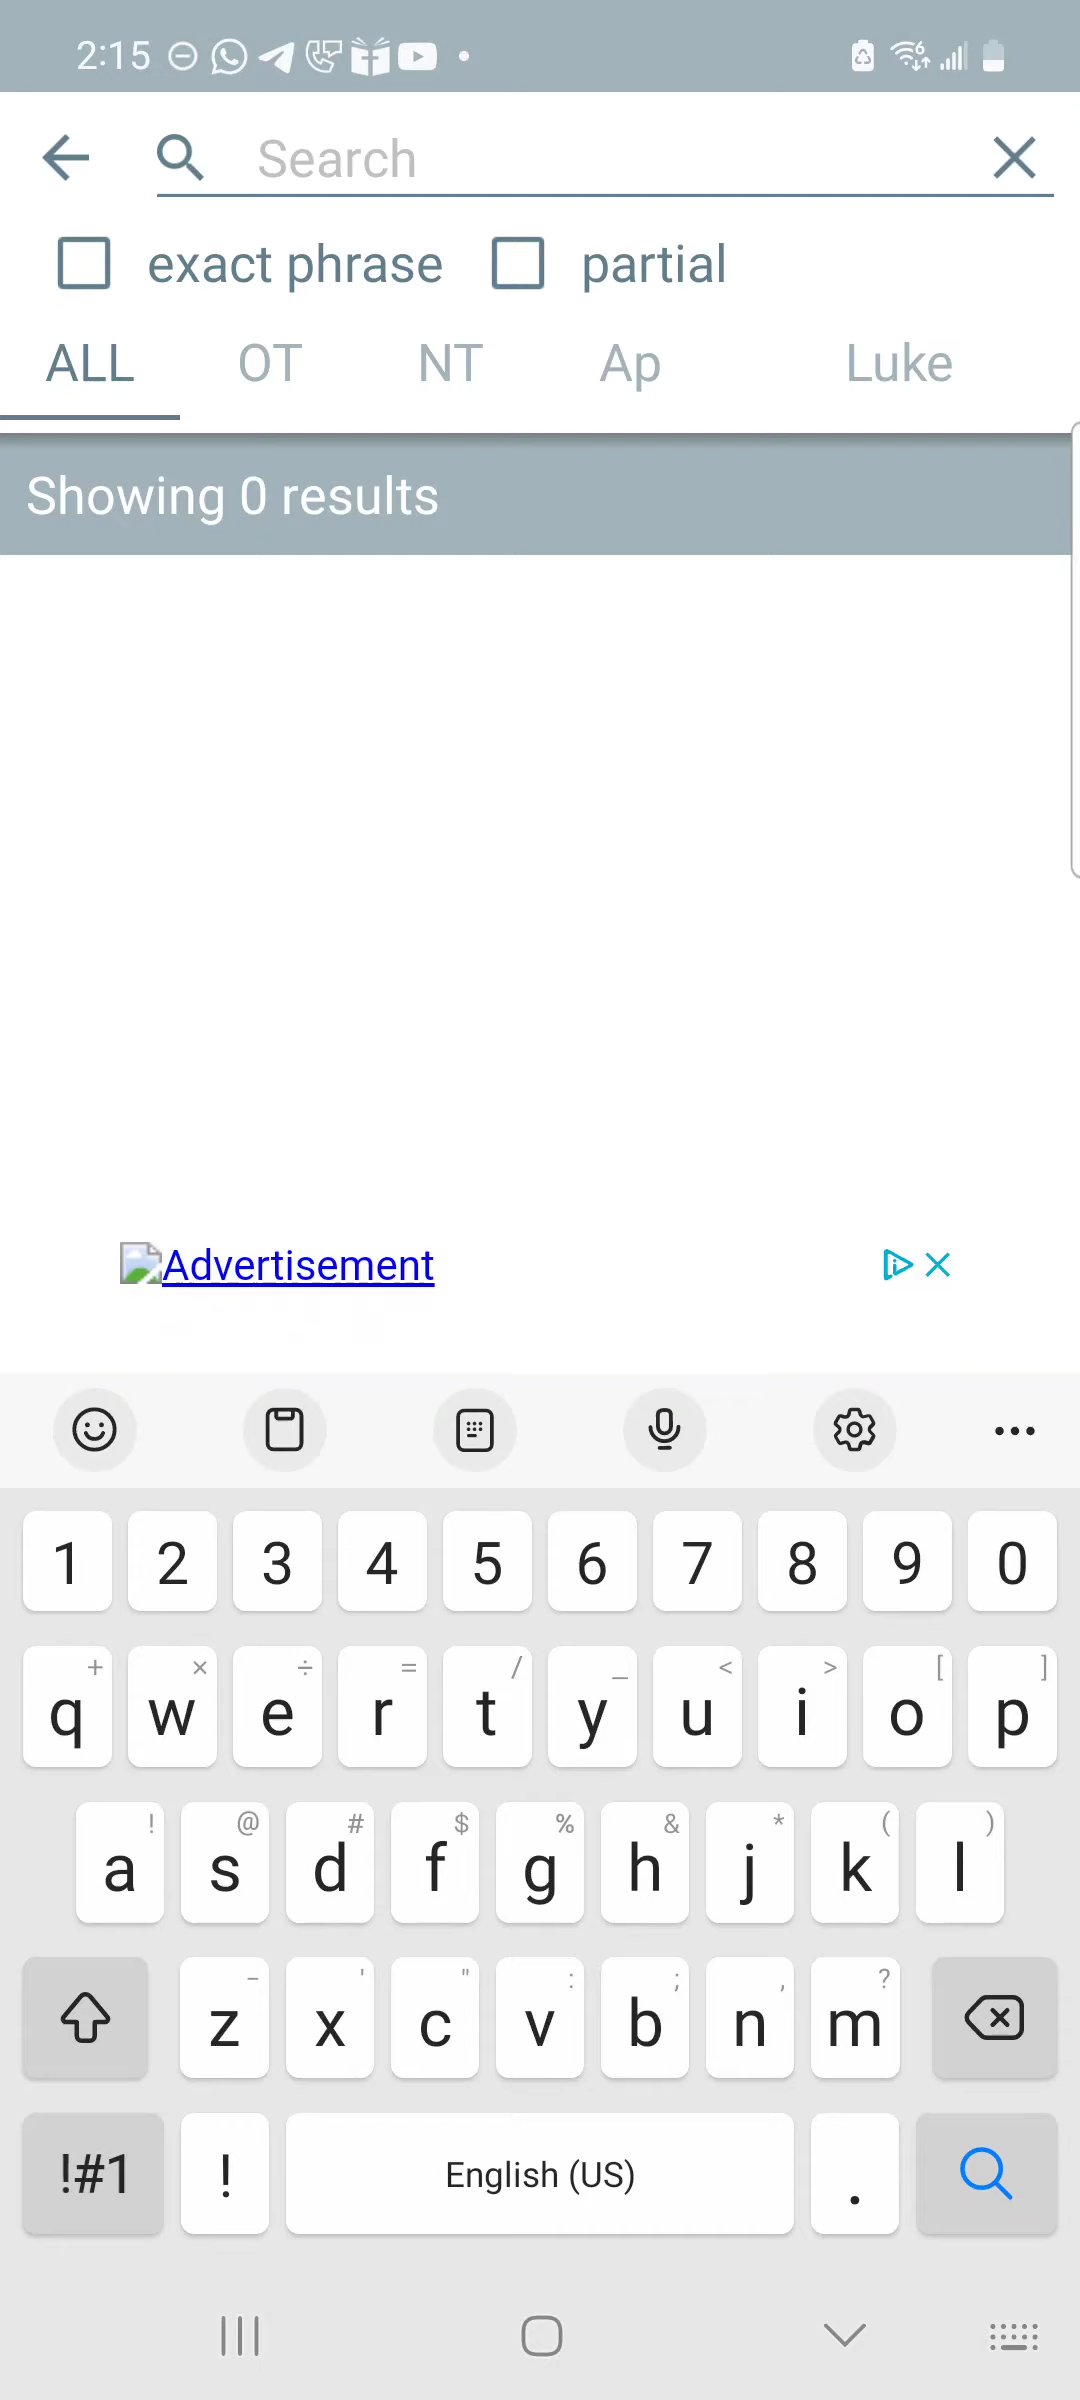 2:15
Search
exact phrase partial
ALL OT NT Ap Luke
Showing 0 results
Advertisement
1 2 3 4 5 6 7 8 9 0
+ × ÷ = / _ < > [ ]
q w e r t y u i o p
! @ # $ % & * ( )
a s d f g h j k l
- ' " : ; , ?
z x c v b n m
!#1 ! English (US) .